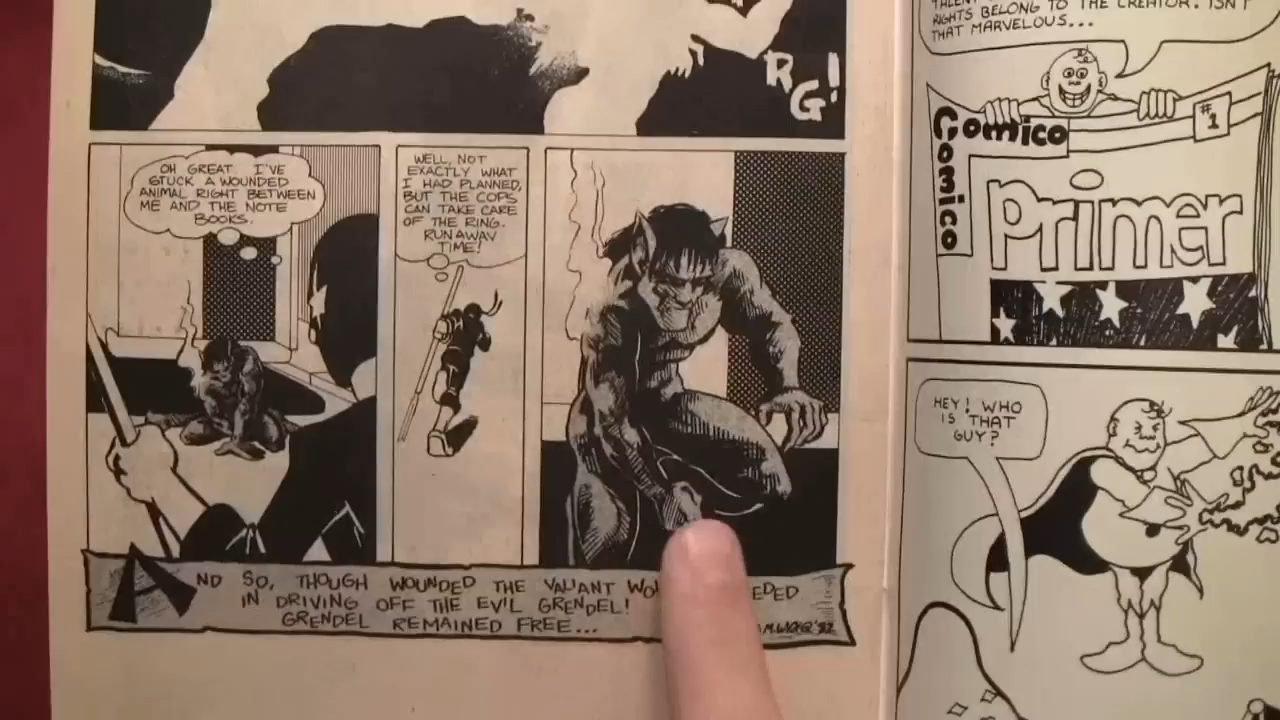 RG!
OH GREAT. I'VE
STUCK A WOUNDED
ANIMAL RIGHT BETWEEN
ME AND THE NOTE
BOOKS.
WELL, NOT
EXACTLY WHAT
I HAD PLANNED,
BUT THE COPS
CAN TAKE CARE
OF THE RING.
RUNAWAY
TIME!
AND SO, THOUGH WOUNDED THE VALIANT EDED
IN DRIVING OFF THE EVIL GRENDEL!
GRENDEL REMAINED FREE...
RIGHTS BELONG TO THE CREATOR. ISN'T
THAT MARVELOUS...
Comico
Comico
#1
Primer
HEY! WHO
IS THAT
GUY?